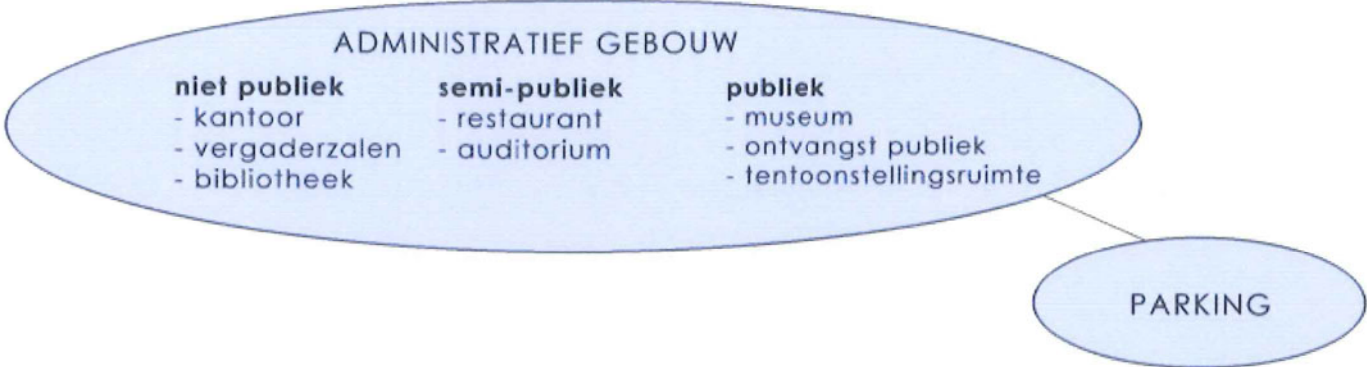 ADMINISTRATIEF GEBOUW
niet publiek
- kantoor
- vergaderzalen
- bibliotheek
semi-publiek
- restaurant
- auditorium
publiek
- museum
- ontvangst publiek
- tentoonstellingsruimte
PARKING